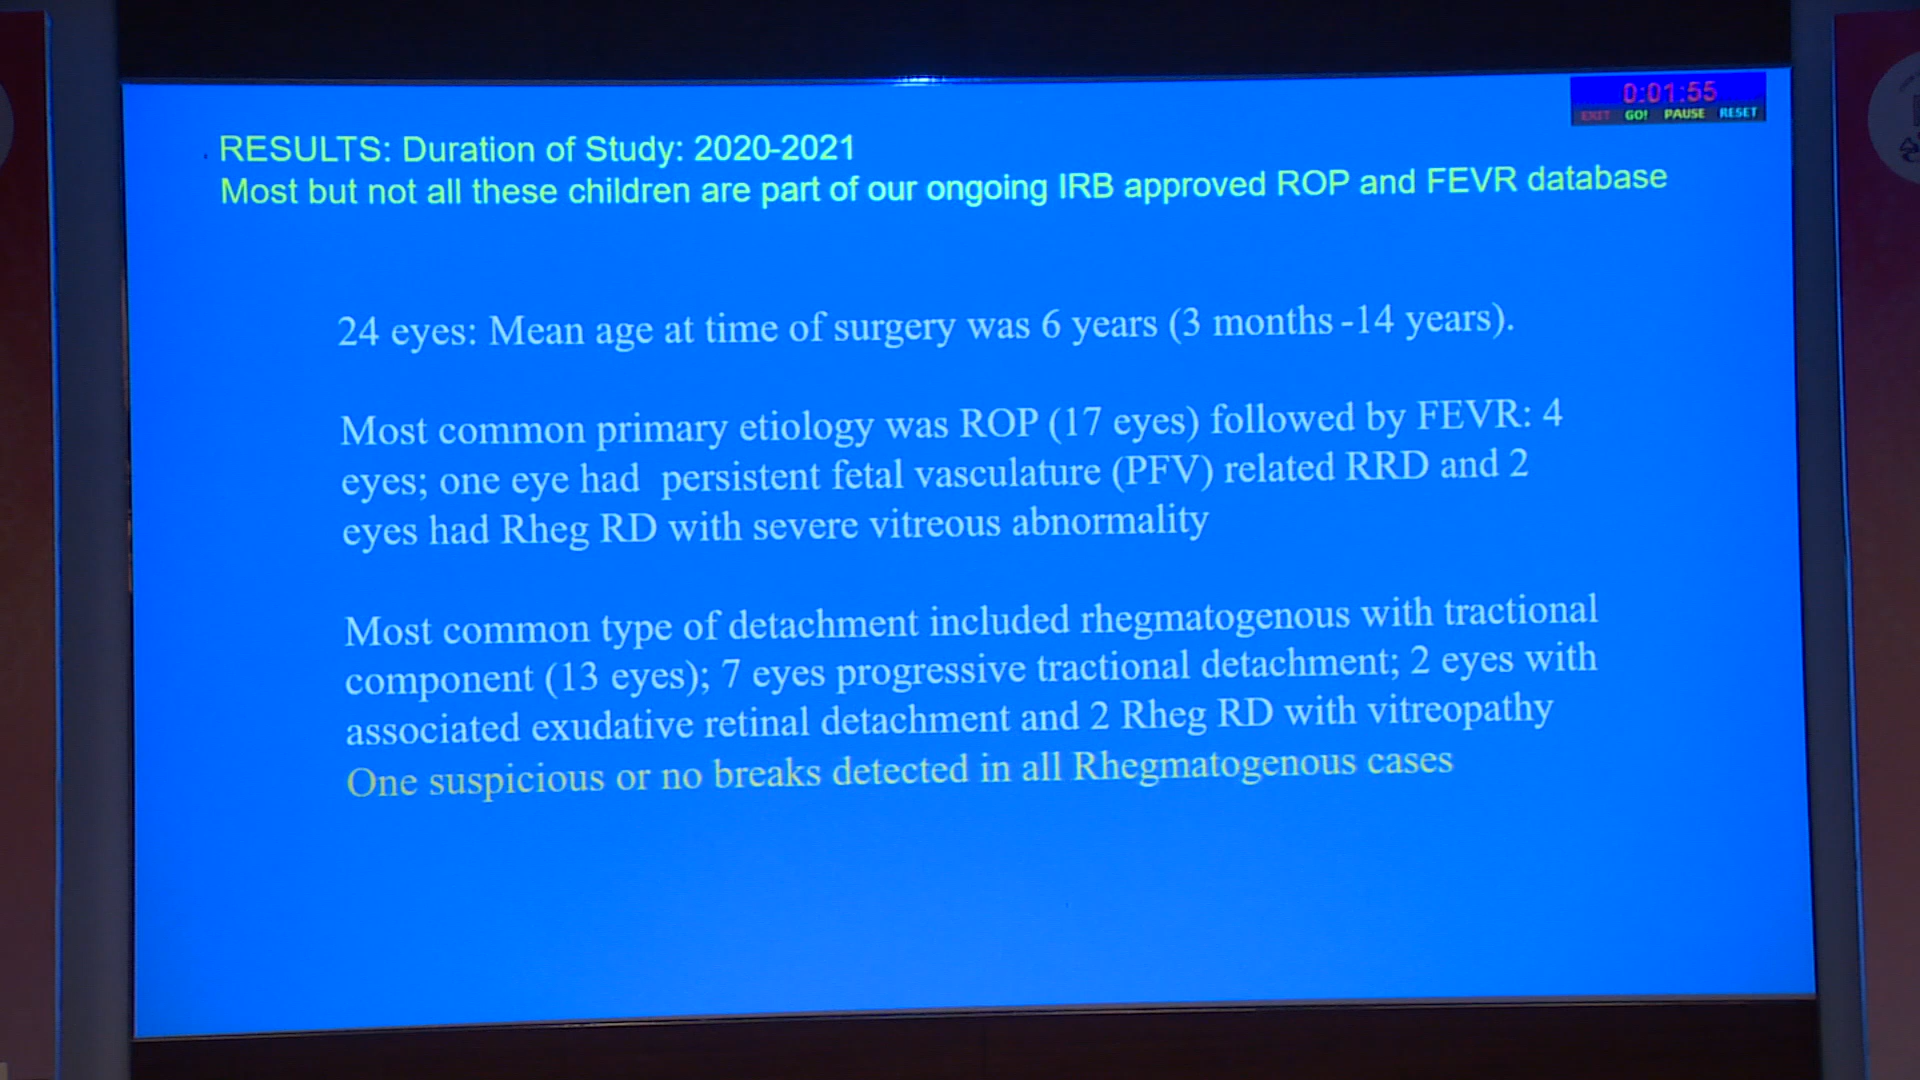 0:01:55
EXIT GO! PAUSE RESET
RESULTS: Duration of Study: 2020-2021
Most but not all these children are part of our ongoing IRB approved ROP and FEVR database
24 eyes: Mean age at time of surgery was 6 years (3 months -14 years).
Most common primary etiology was ROP (17 eyes) followed by FEVR: 4
eyes; one eye had persistent fetal vasculature (PFV) related RRD and 2
eyes had Rheg RD with severe vitreous abnormality
Most common type of detachment included rhegmatogenous with tractional
component (13 eyes); 7 eyes progressive tractional detachment; 2 eyes with
associated exudative retinal detachment and 2 Rheg RD with vitreopathy
One suspicious or no breaks detected in all Rhegmatogenous cases